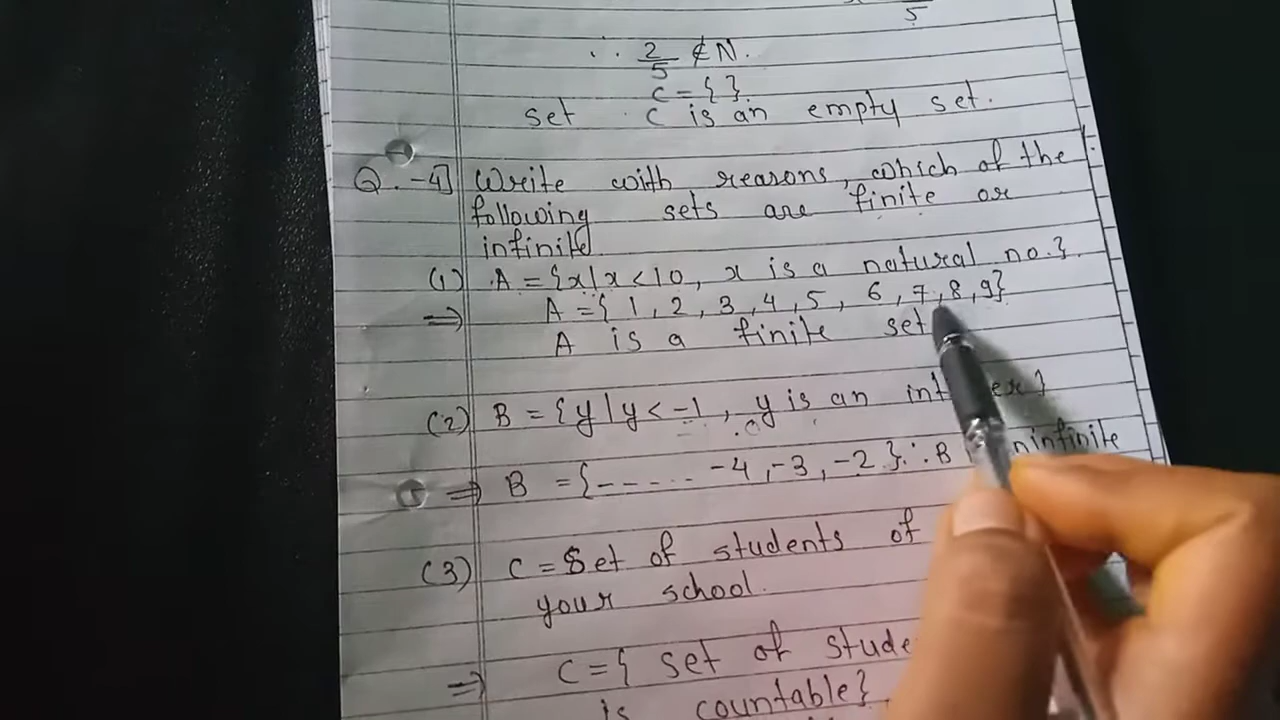 5
∴ 2/5 ∉ N.
C = { }.
set C is an empty set.
Q.-4] Write with reasons, which of the
following sets are finite or
infinite.
(1) A = {x/x<10, x is a natural no.}.
⇒ A = {1, 2, 3, 4, 5, 6, 7, 8, 9}
A is a finite set
(2) B = {y/y<-1, y is an
⇒ B = {----- -4, -3, -2} ∴ B infinite
(3) C = Set of students of
your school.
⇒ C = { set of
is countable}